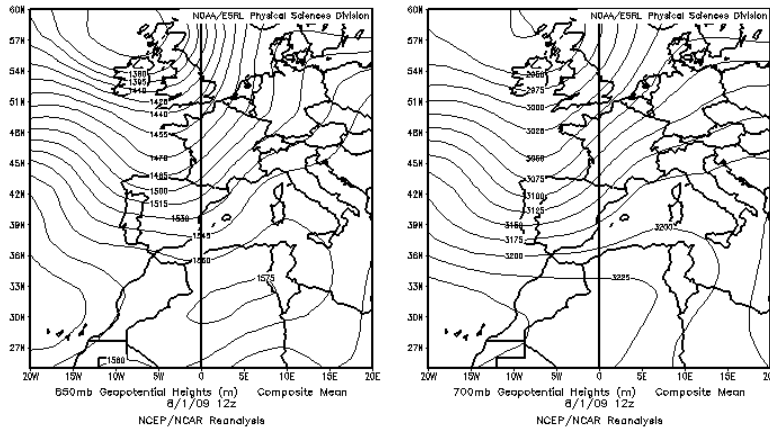 NOAA/ESRL Physical Sciences Division
60N
57N
54N
51N
48N
45N
42N
39N
36N
33N
30N
27N
1380
1395
1410
1425
1440
1455
1470
1485
1500
1515
1530
1545
1560
1575
1560
20W 15W 10W 5W 0 5E 10E 15E 20E
850mb Geopotential Heights (m) Composite Mean
8/1/09 12z
NCEP/NCAR Reanalysis
NOAA/ESRL Physical Sciences Division
60N
57N
54N
51N
48N
45N
42N
39N
36N
33N
30N
27N
2950
2975
3000
3025
3050
3075
3100
3125
3150
3175
3200
3200
3225
20W 15W 10W 5W 0 5E 10E 15E 20E
700mb Geopotential Heights (m) Composite Mean
8/1/09 12z
NCEP/NCAR Reanalysis